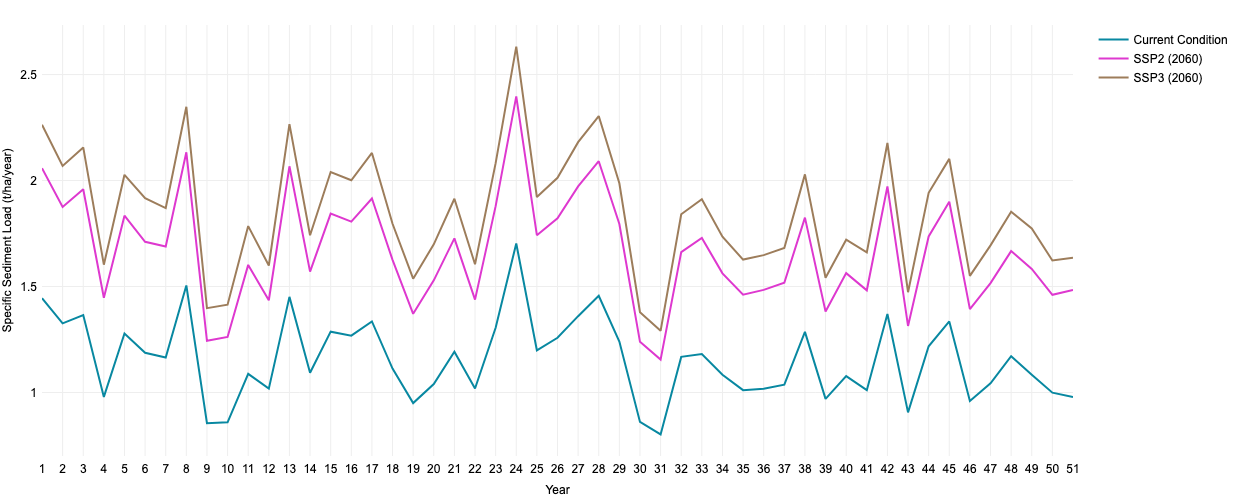 Current Condition
SSP2 (2060)
SSP3 (2060)
2.5
2
1.5
1
Specific Sediment Load (t/ha/year)
1 2 3 4 5 6 7 8 9 10 11 12 13 14 15 16 17 18 19 20 21 22 23 24 25 26 27 28 29 30 31 32 33 34 35 36 37 38 39 40 41 42 43 44 45 46 47 48 49 50 51
Year